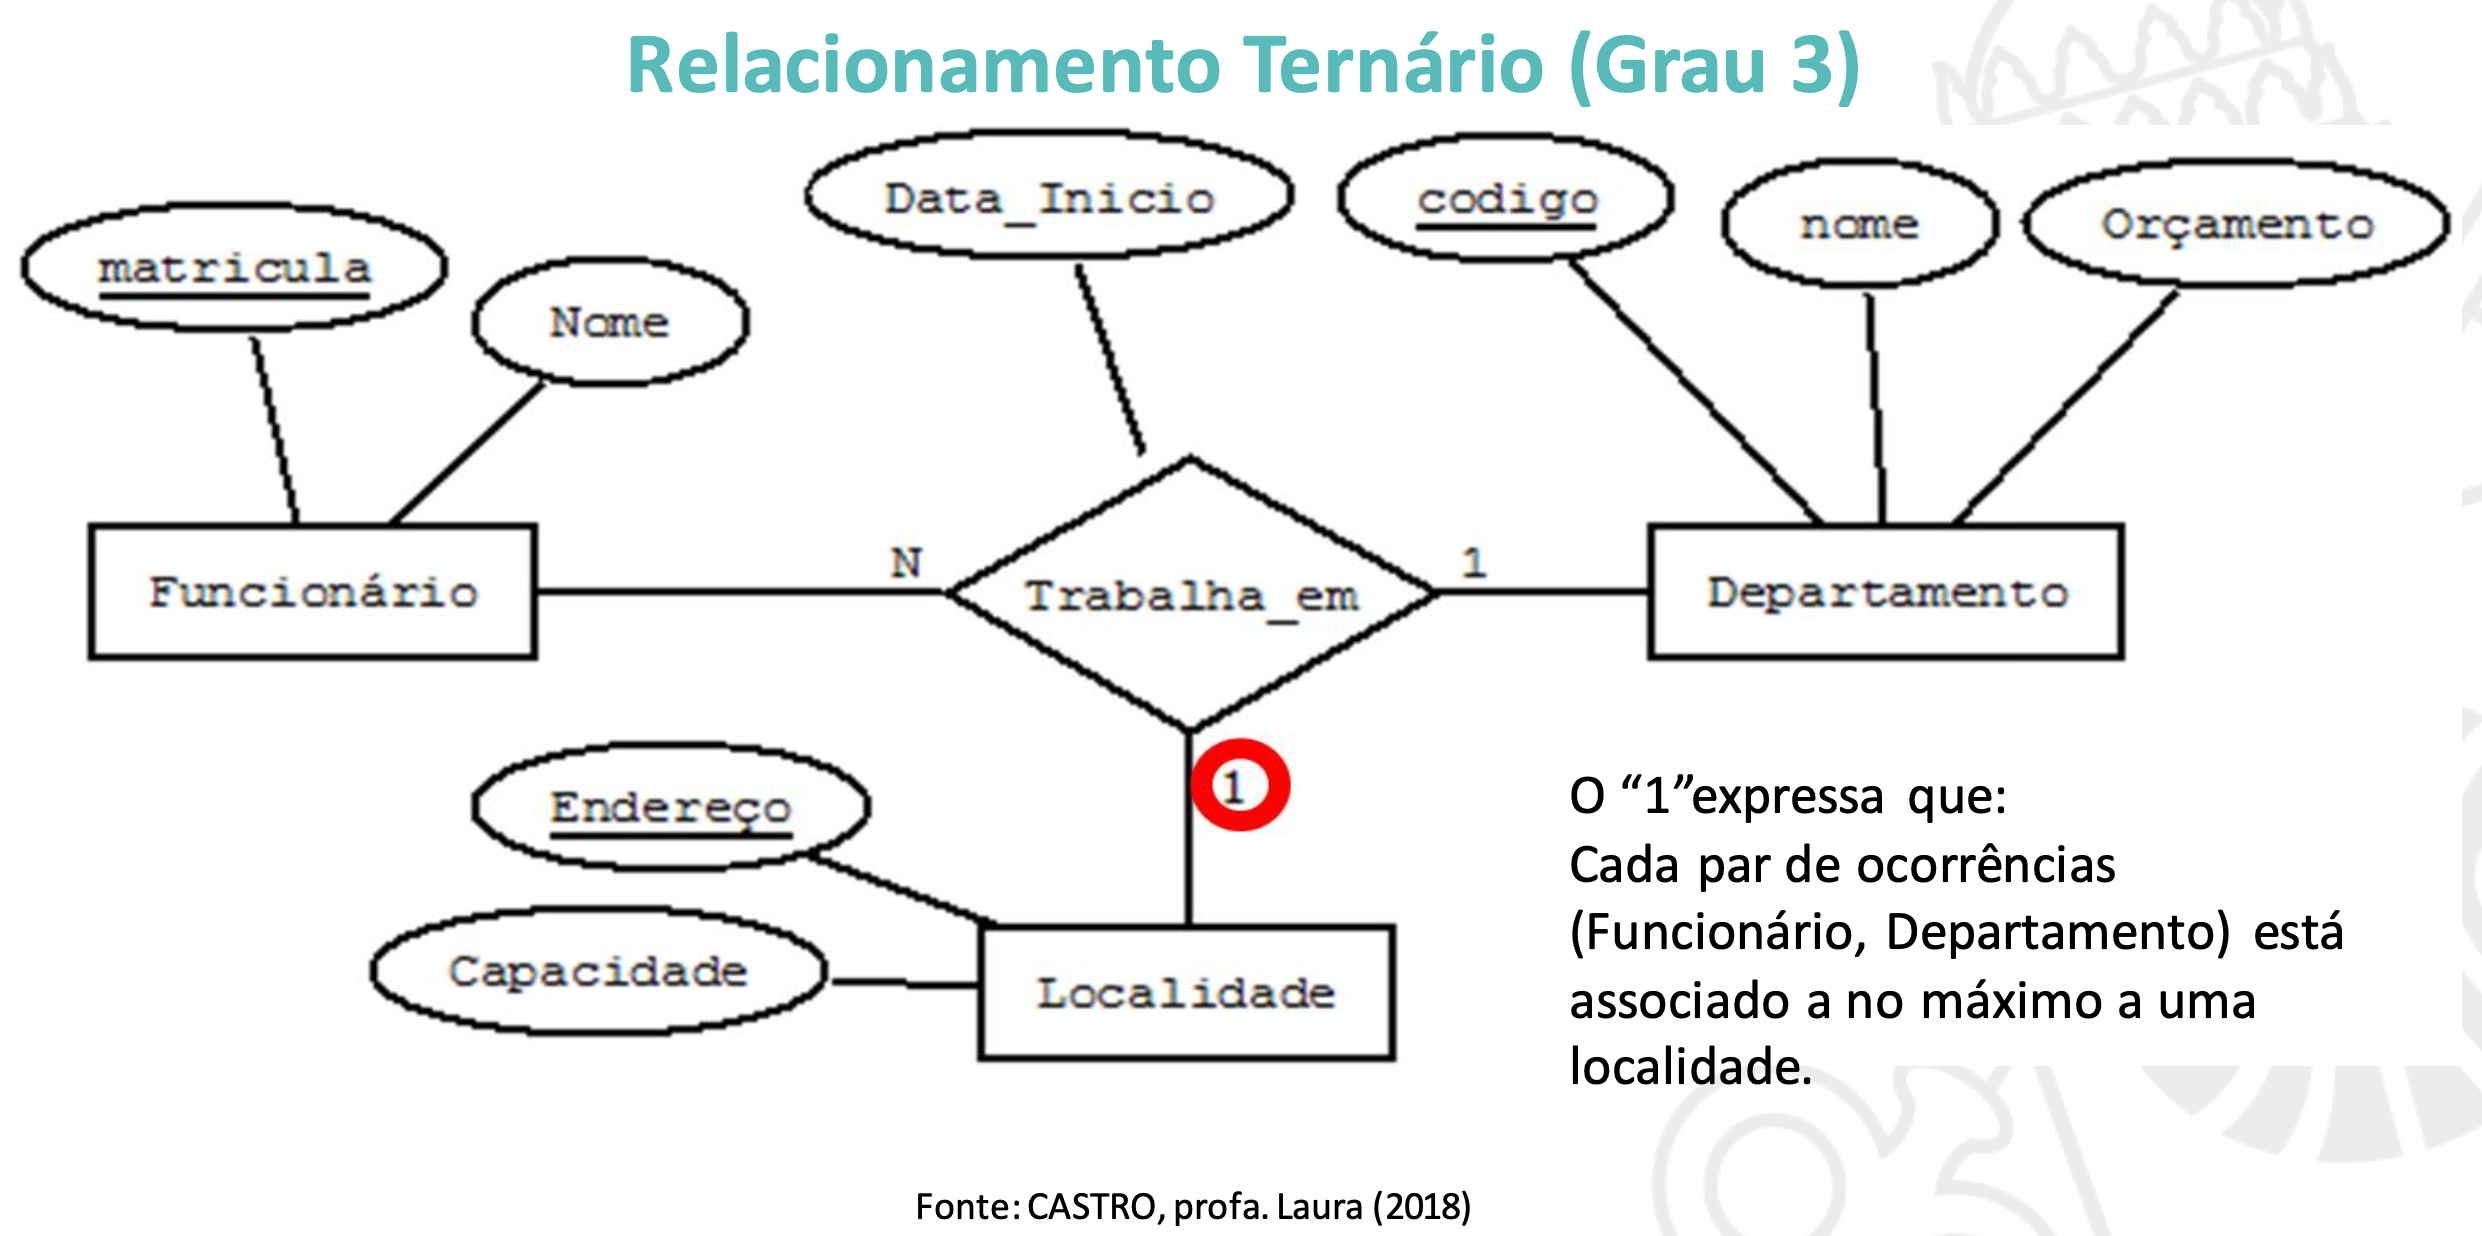 Relacionamento Ternário (Grau 3)
Data_Inicio
codigo
nome
Orçamento
matricula
Nome
N
1
Funcionário
Trabalha_em
Departamento
1
Endereço
Capacidade
Localidade
O “1”expressa que:
Cada par de ocorrências
(Funcionário, Departamento) está
associado a no máximo a uma
localidade.
Fonte: CASTRO, profa. Laura (2018)